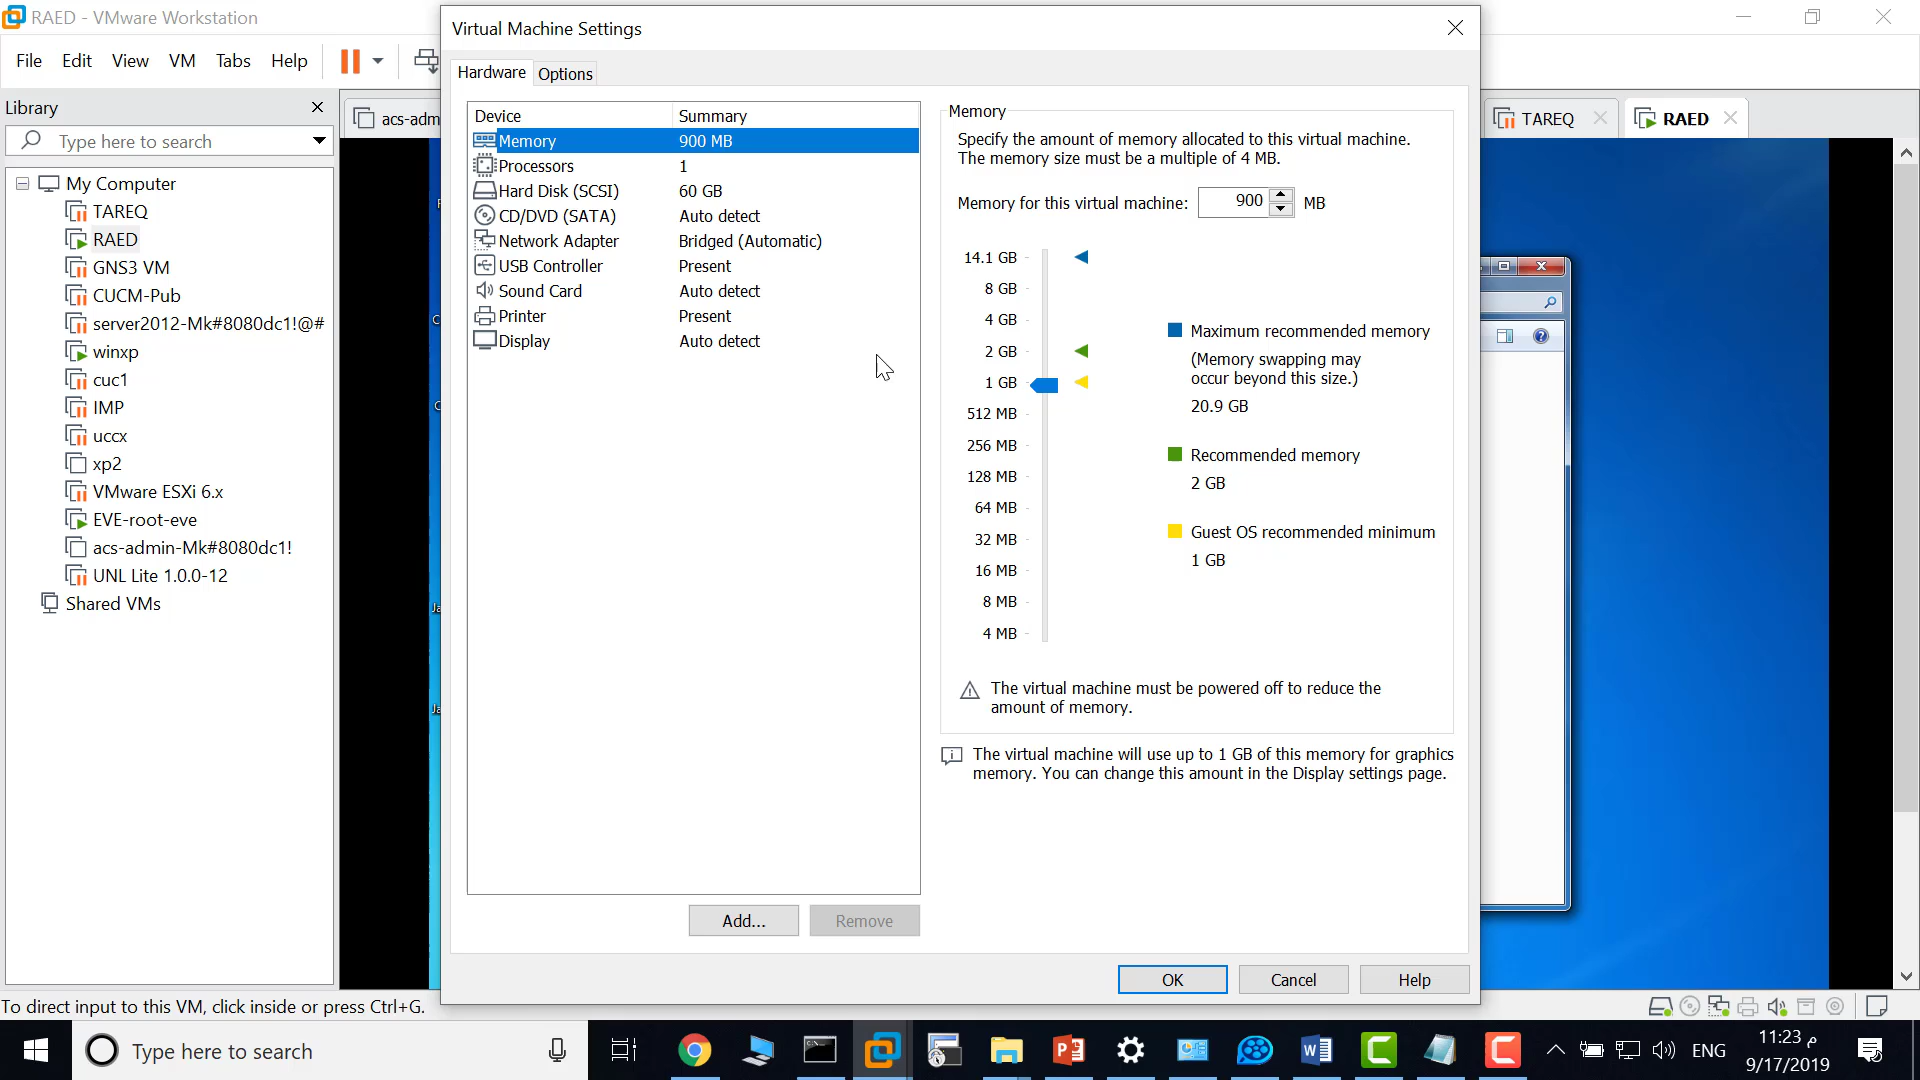 RAED - VMware Workstation
File
Edit
View
VM
Tabs
Help
Library
Type here to search
My Computer
TAREQ
RAED
GNS3 VM
CUCM-Pub
server2012-Mk#8080dc1!@#
winxp
cuc1
IMP
uccx
xp2
VMware ESXi 6.x
EVE-root-eve
acs-admin-Mk#8080dc1!
UNL Lite 1.0.0-12
Shared VMs
acs-adm
TAREQ
RAED
Virtual Machine Settings
Hardware
Options
Device Summary
Memory 900 MB
Processors 1
Hard Disk (SCSI) 60 GB
CD/DVD (SATA) Auto detect
Network Adapter Bridged (Automatic)
USB Controller Present
Sound Card Auto detect
Printer Present
Display Auto detect
Add...
Remove
Memory
Specify the amount of memory allocated to this virtual machine.
The memory size must be a multiple of 4 MB.
Memory for this virtual machine: 900 MB
14.1 GB
8 GB
4 GB
2 GB
1 GB
512 MB
256 MB
128 MB
64 MB
32 MB
16 MB
8 MB
4 MB
Maximum recommended memory
(Memory swapping may
occur beyond this size.)
20.9 GB
Recommended memory
2 GB
Guest OS recommended minimum
1 GB
The virtual machine must be powered off to reduce the
amount of memory.
The virtual machine will use up to 1 GB of this memory for graphics
memory. You can change this amount in the Display settings page.
OK
Cancel
Help
To direct input to this VM, click inside or press Ctrl+G.
Type here to search
ENG
11:23 م
9/17/2019